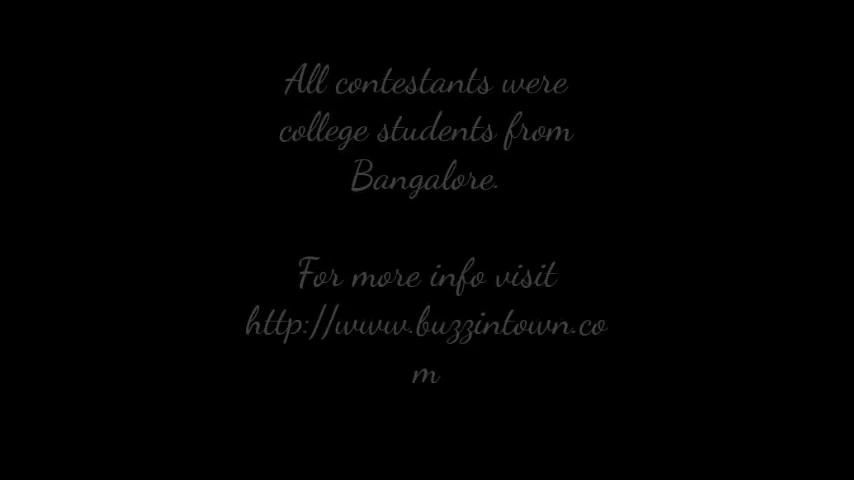 All contestants were
college students from
Bangalore.
For more info visit
http://www.buzzintown.co
m